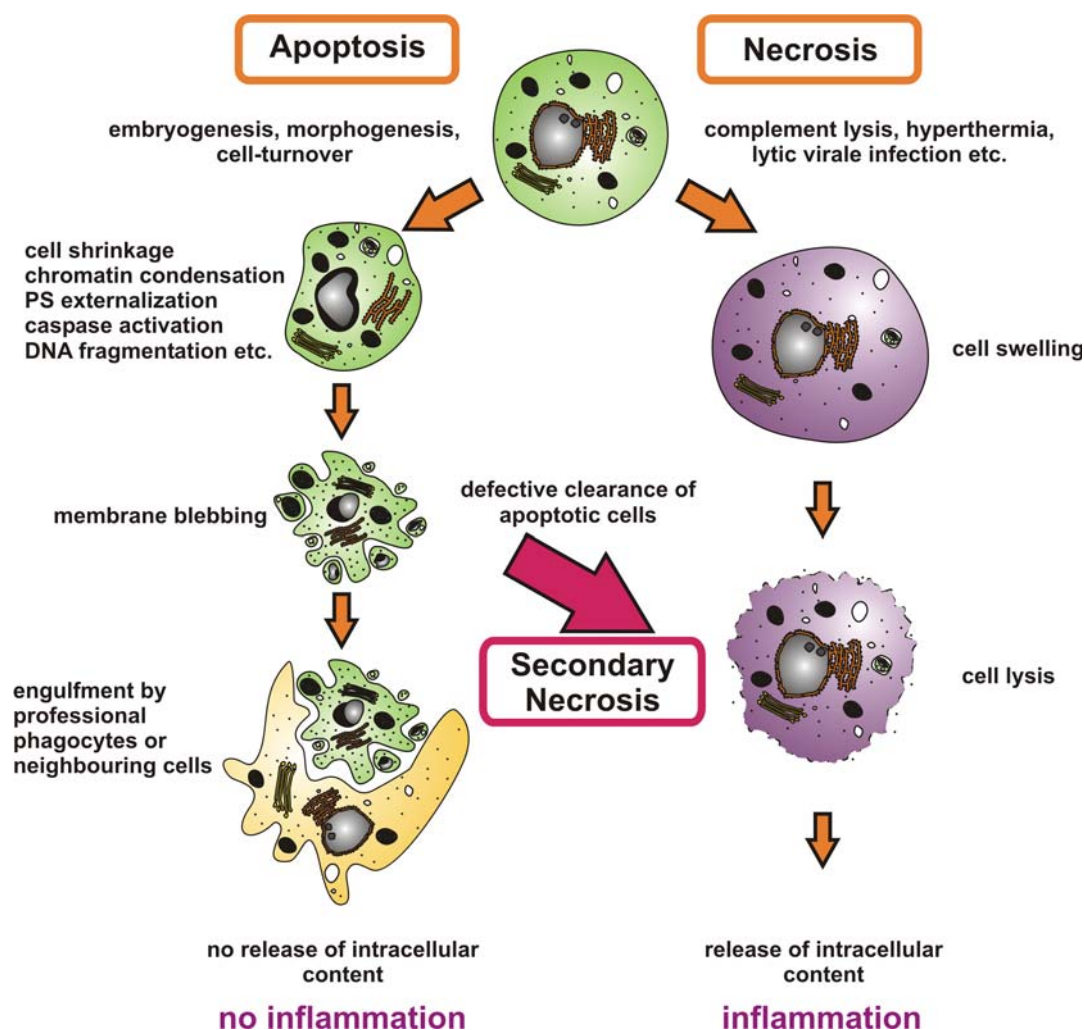 Apoptosis
Necrosis
embryogenesis, morphogenesis,
cell-turnover
complement lysis, hyperthermia,
lytic virale infection etc.
cell shrinkage
chromatin condensation
PS externalization
caspase activation
DNA fragmentation etc.
cell swelling
membrane blebbing
defective clearance of
apoptotic cells
Secondary
Necrosis
cell lysis
engulfment by
professional
phagocytes or
neighbouring cells
no release of intracellular
content
no inflammation
release of intracellular
content
inflammation